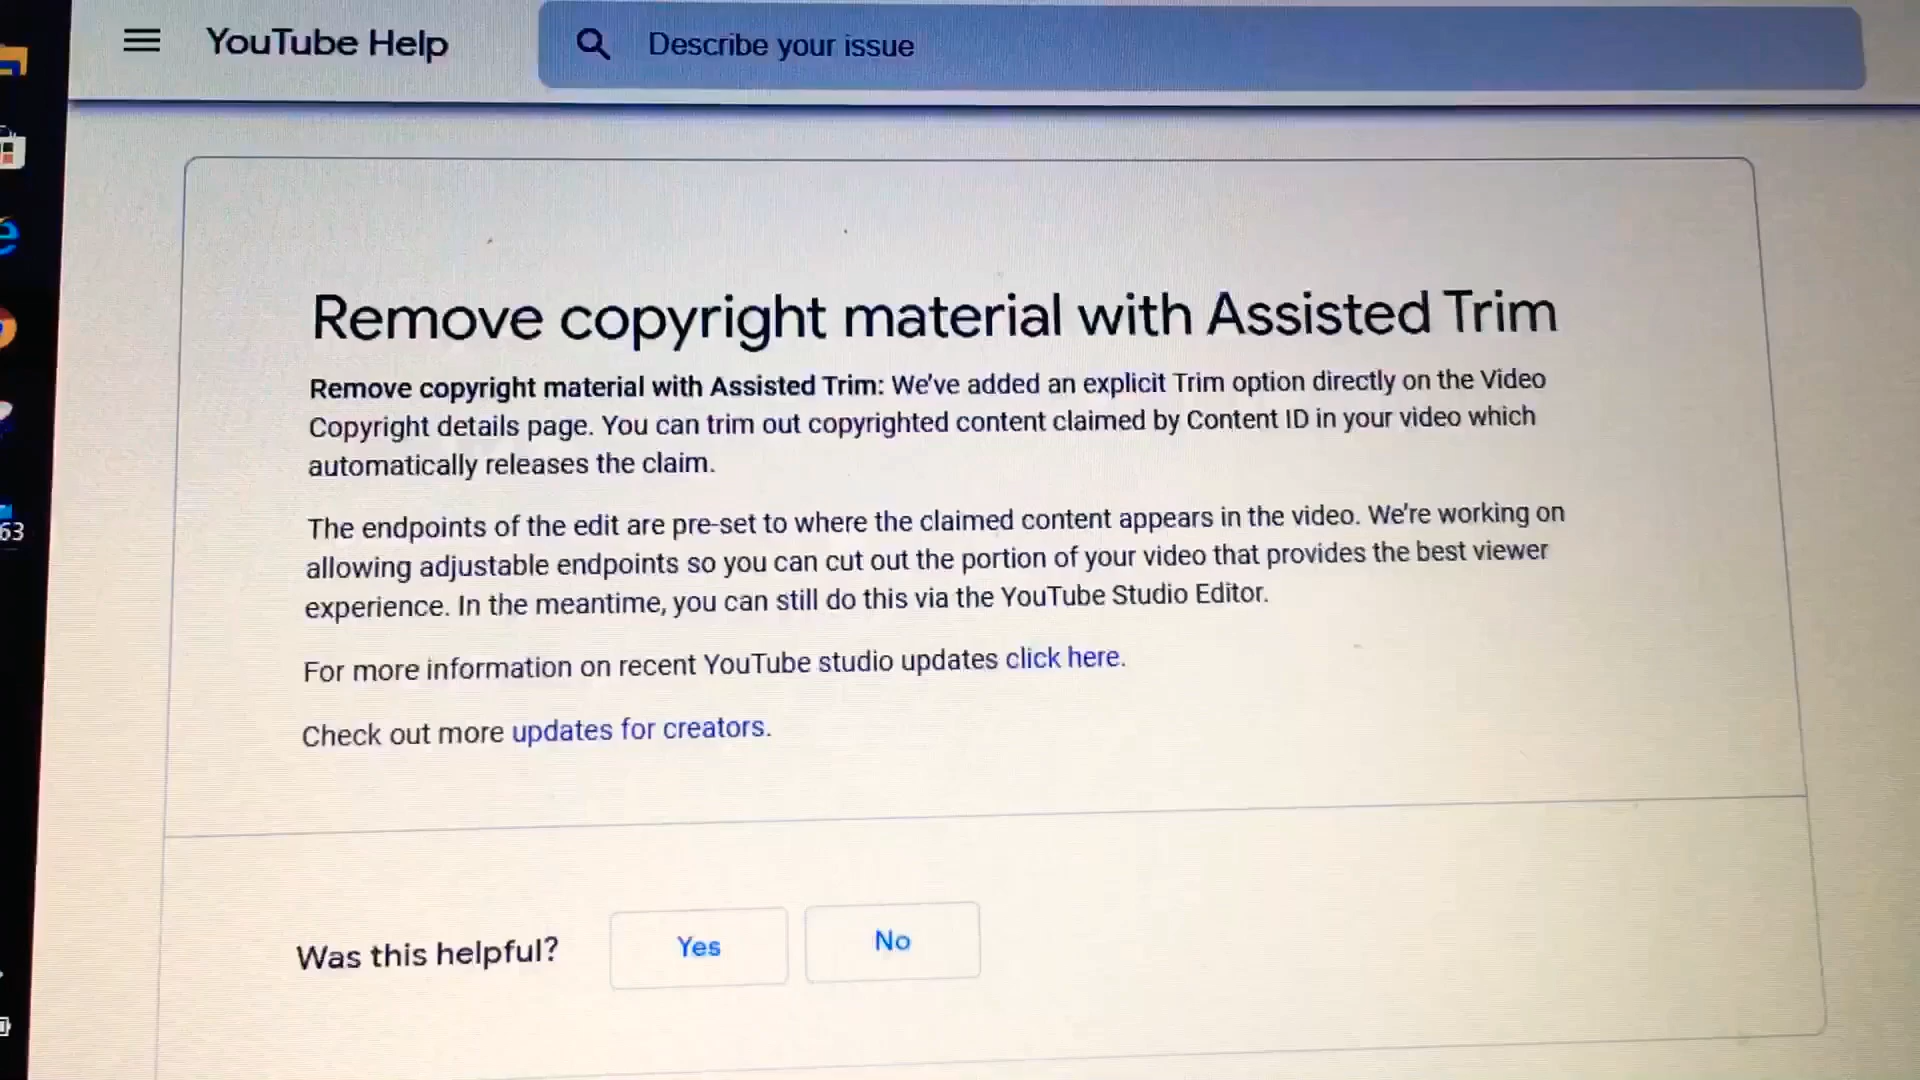 YouTube Help
Describe your issue
Remove copyright material with Assisted Trim
Remove copyright material with Assisted Trim: We've added an explicit Trim option directly on the Video
Copyright details page. You can trim out copyrighted content claimed by Content ID in your video which
automatically releases the claim.
The endpoints of the edit are pre-set to where the claimed content appears in the video. We're working on
allowing adjustable endpoints so you can cut out the portion of your video that provides the best viewer
experience. In the meantime, you can still do this via the YouTube Studio Editor.
For more information on recent YouTube studio updates click here.
Check out more updates for creators.
Was this helpful?
Yes
No
63